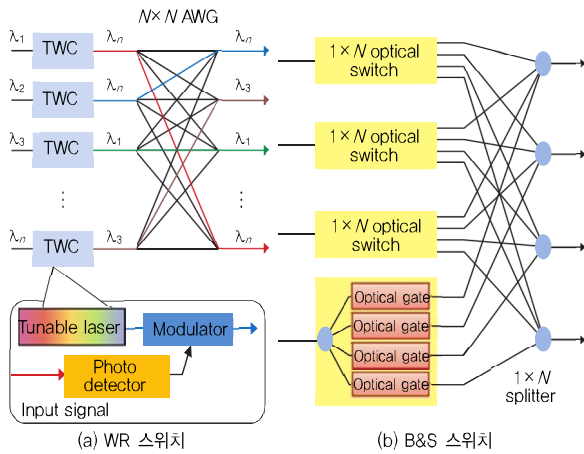 N×N AWG
λ1 TWC λn λn
λ2 TWC λn λ3
λ3 TWC λ1 λ1
⋮ ⋮
λn TWC λ3 λn
Tunable laser
Modulator
Photo
detector
Input signal
(a) WR 스위치
1×N optical
switch
1×N optical
switch
1×N optical
switch
Optical gate
Optical gate
Optical gate
Optical gate
1×N
splitter
(b) B&S 스위치